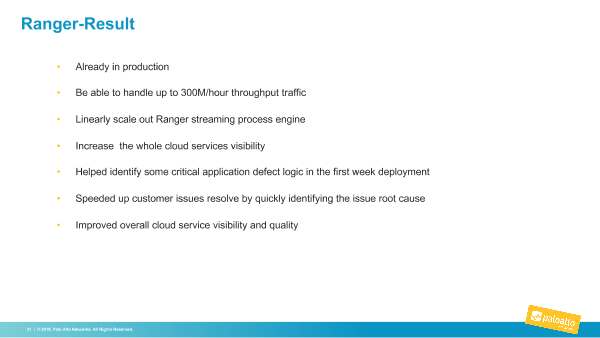 Ranger-Result
• Already in production
• Be able to handle up to 300M/hour throughput traffic
• Linearly scale out Ranger streaming process engine
• Increase  the whole cloud services visibility
• Helped identify some critical application defect logic in the first week deployment
• Speeded up customer issues resolve by quickly identifying the issue root cause
• Improved overall cloud service visibility and quality
31 | © 2018, Palo Alto Networks. All Rights Reserved.
paloalto